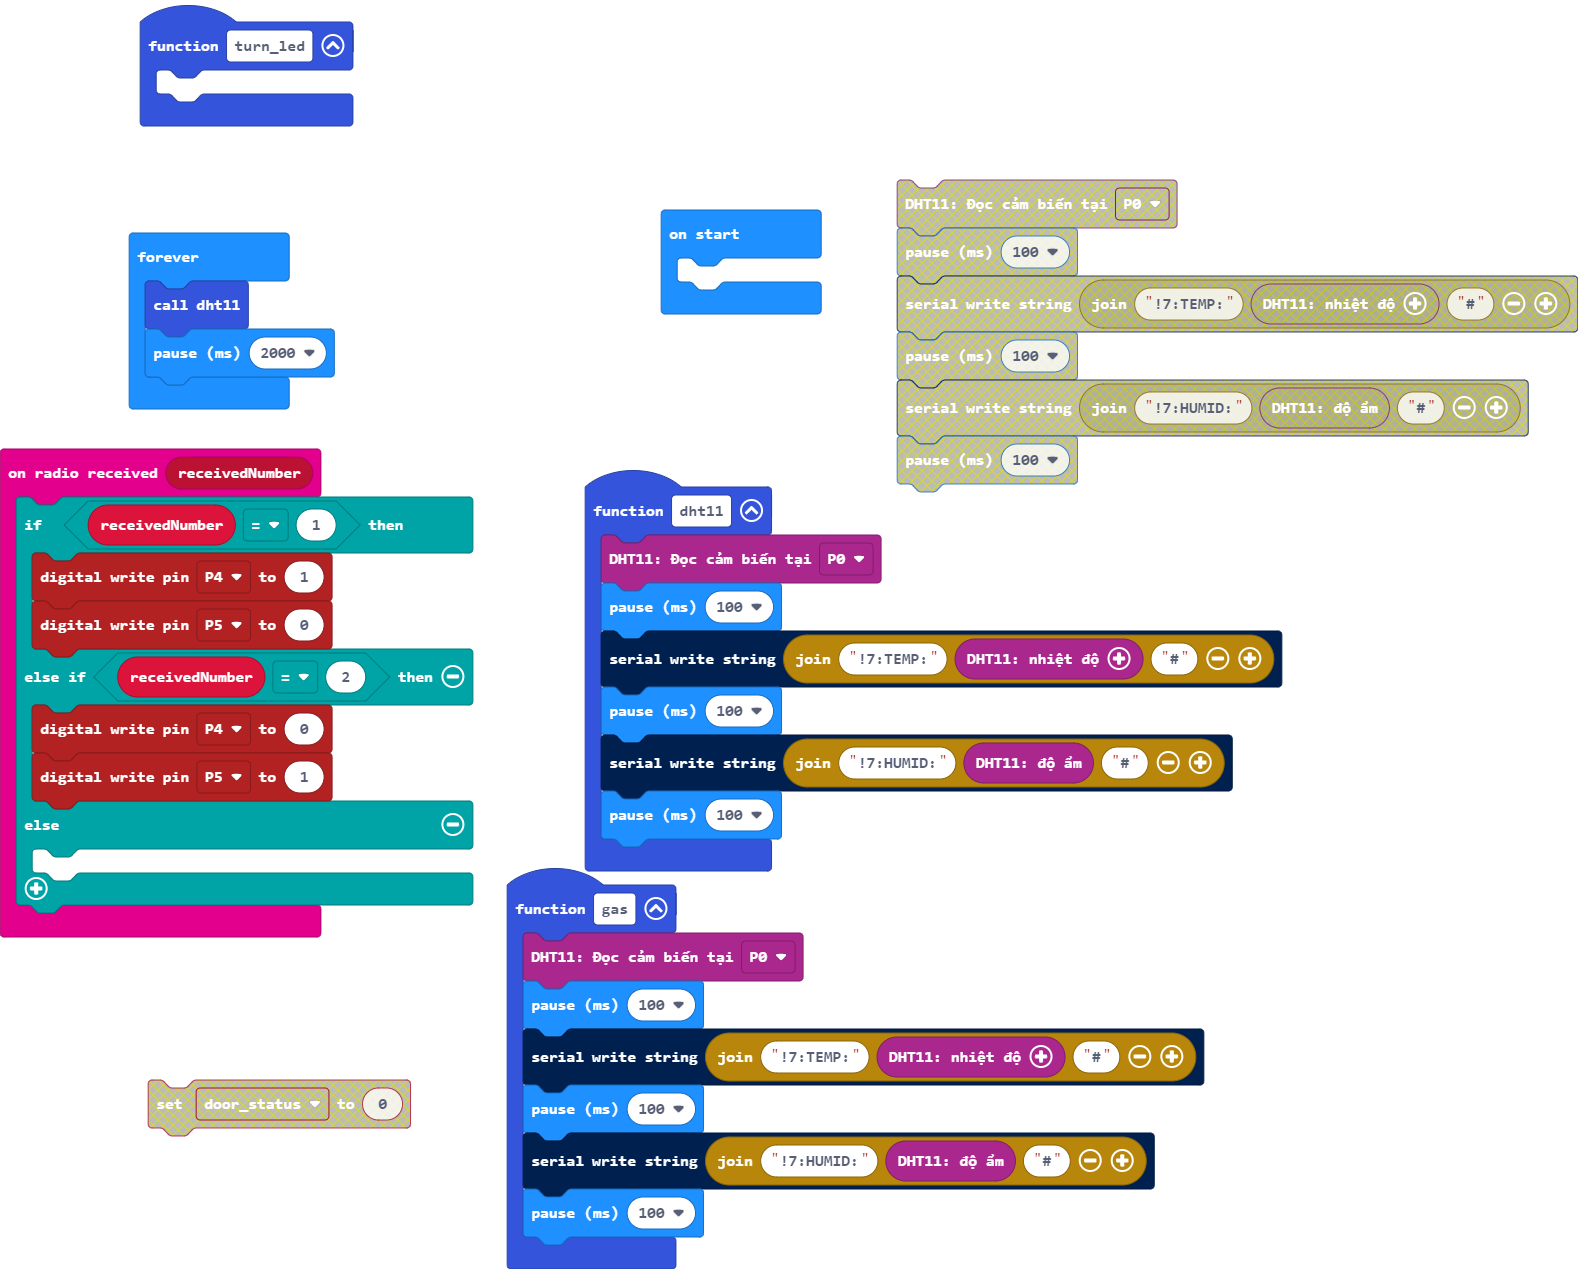 function turn_led
forever
call dht11
pause (ms) 2000
on start
DHT11: Đọc cảm biến tại P0
pause (ms) 100
serial write string join "!7:TEMP:" DHT11: nhiệt độ "#"
pause (ms) 100
serial write string join "!7:HUMID:" DHT11: độ ẩm "#"
pause (ms) 100
on radio received receivedNumber
if receivedNumber = 1 then
digital write pin P4 to 1
digital write pin P5 to 0
else if receivedNumber = 2 then
digital write pin P4 to 0
digital write pin P5 to 1
else
function dht11
DHT11: Đọc cảm biến tại P0
pause (ms) 100
serial write string join "!7:TEMP:" DHT11: nhiệt độ "#"
pause (ms) 100
serial write string join "!7:HUMID:" DHT11: độ ẩm "#"
pause (ms) 100
function gas
DHT11: Đọc cảm biến tại P0
pause (ms) 100
serial write string join "!7:TEMP:" DHT11: nhiệt độ "#"
pause (ms) 100
serial write string join "!7:HUMID:" DHT11: độ ẩm "#"
pause (ms) 100
set door_status to 0